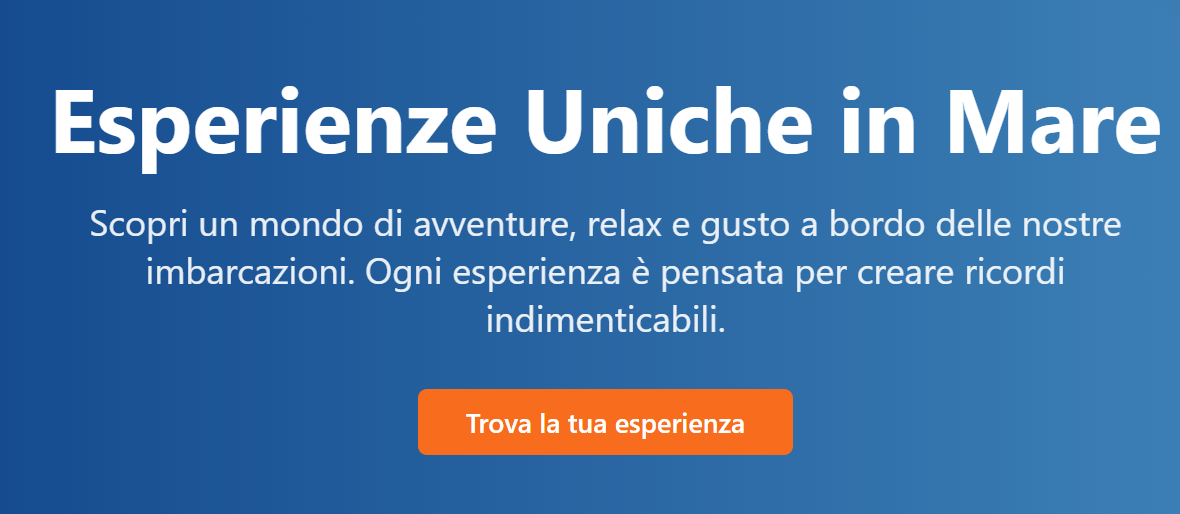 Esperienze Uniche in Mare
Scopri un mondo di avventure, relax e gusto a bordo delle nostre
imbarcazioni. Ogni esperienza è pensata per creare ricordi
indimenticabili.
Trova la tua esperienza